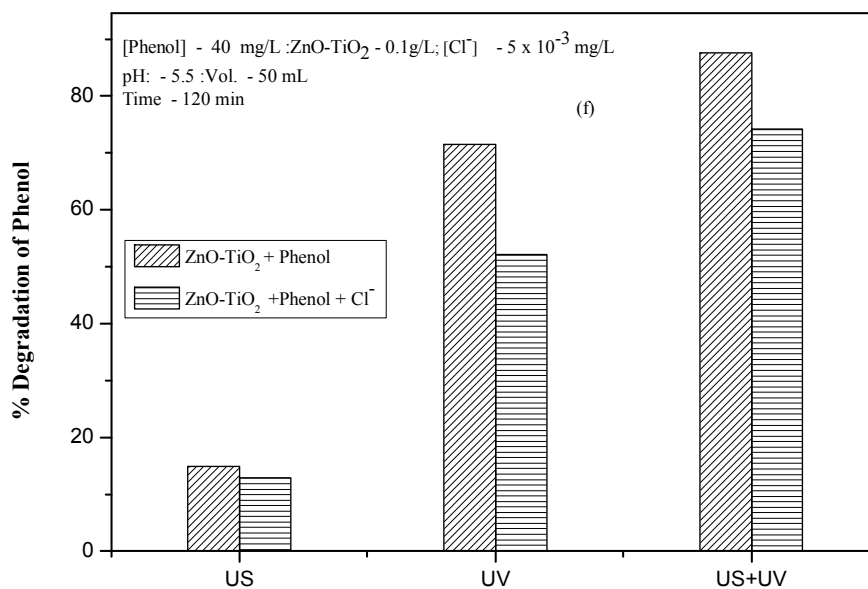 [Phenol] - 40 mg/L :ZnO-TiO2 - 0.1g/L; [Cl⁻] - 5 x 10⁻³ mg/L
pH: - 5.5 :Vol. - 50 mL
Time - 120 min
(f)
80
60
40
20
0
% Degradation of Phenol
ZnO-TiO₂ + Phenol
ZnO-TiO₂ +Phenol + Cl⁻
US
UV
US+UV